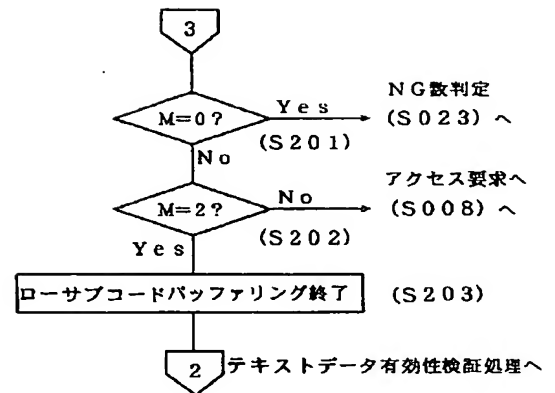 3
NG数判定
M=0?
Yes
(S023)へ
(S201)
No
アクセス要求へ
M=2?
No
(S008)へ
Yes
(S202)
ローサブコードバッファリング終了
(S203)
2
テキストデータ有効性検証処理へ